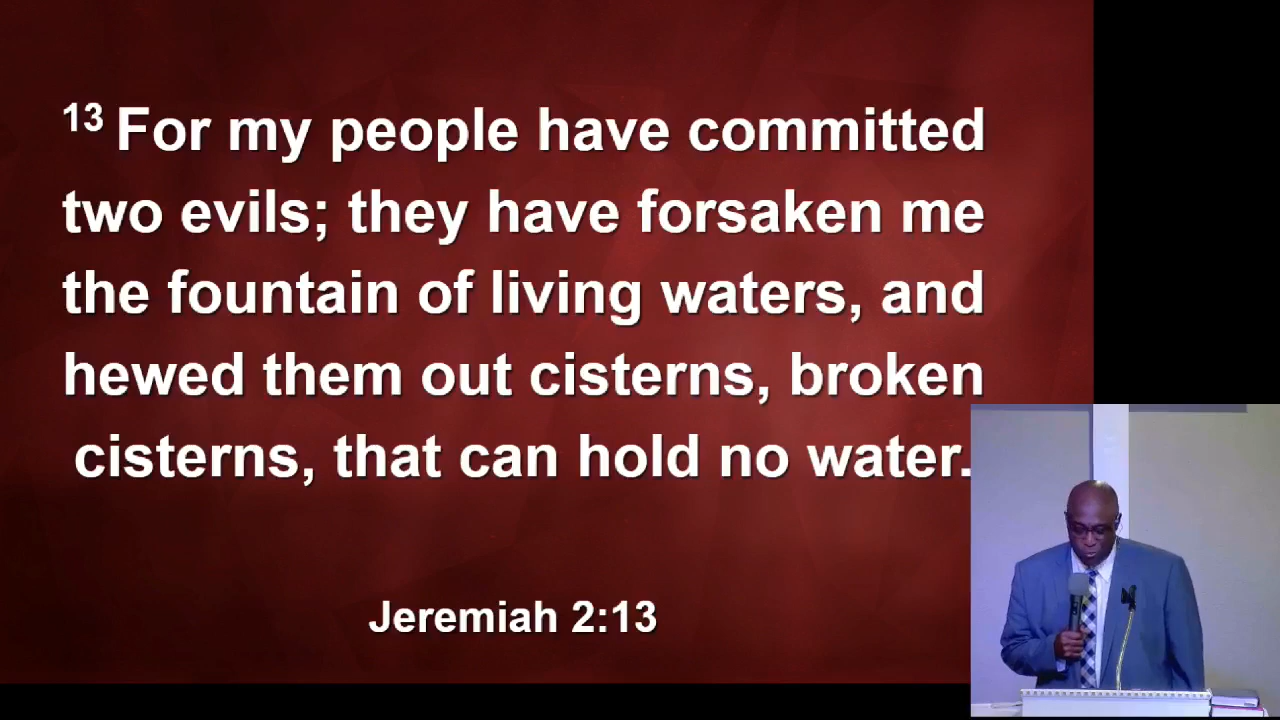 13 For my people have committed
two evils; they have forsaken me
the fountain of living waters, and
hewed them out cisterns, broken
cisterns, that can hold no water.
Jeremiah 2:13